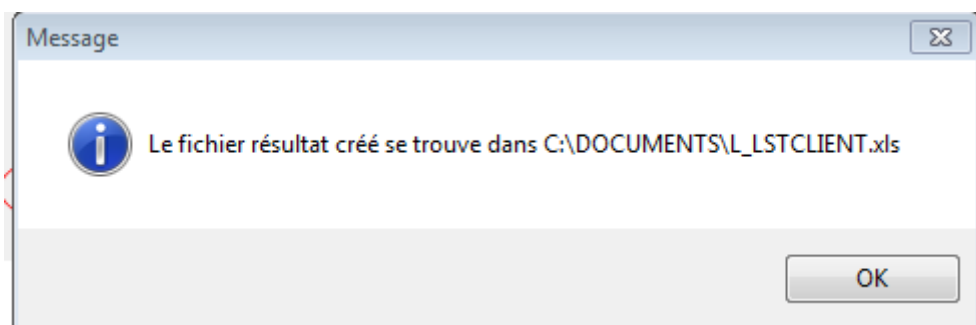 Message
Le fichier résultat créé se trouve dans C:\DOCUMENTS\L_LSTCLIENT.xls
OK